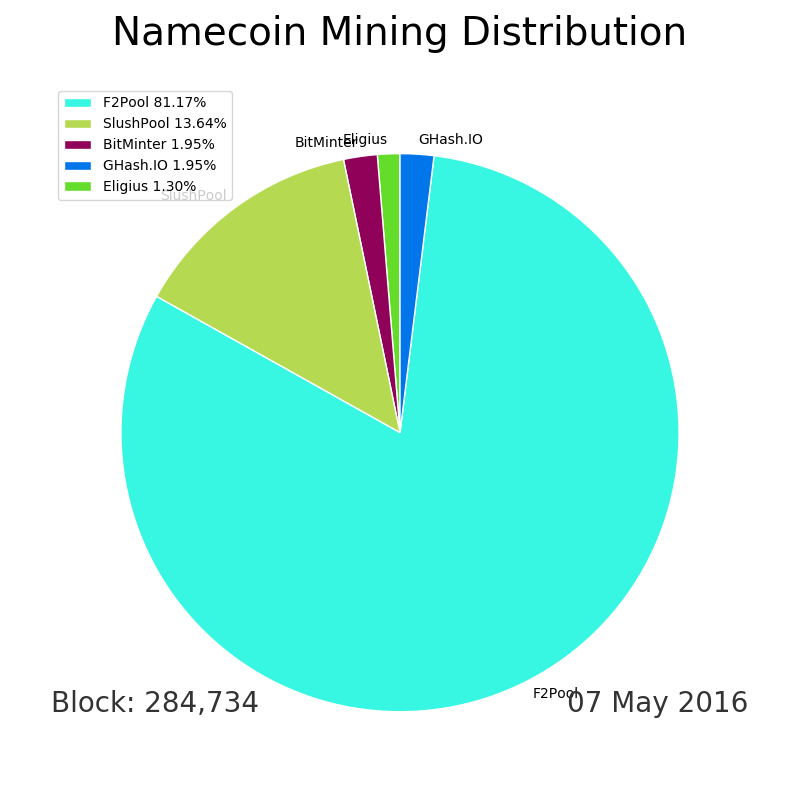 Namecoin Mining Distribution
F2Pool 81.17%
SlushPool 13.64%
BitMinter 1.95%
GHash.IO 1.95%
Eligius 1.30%
SlushPool
BitMinter
Eligius
GHash.IO
F2Pool
Block: 284,734
07 May 2016